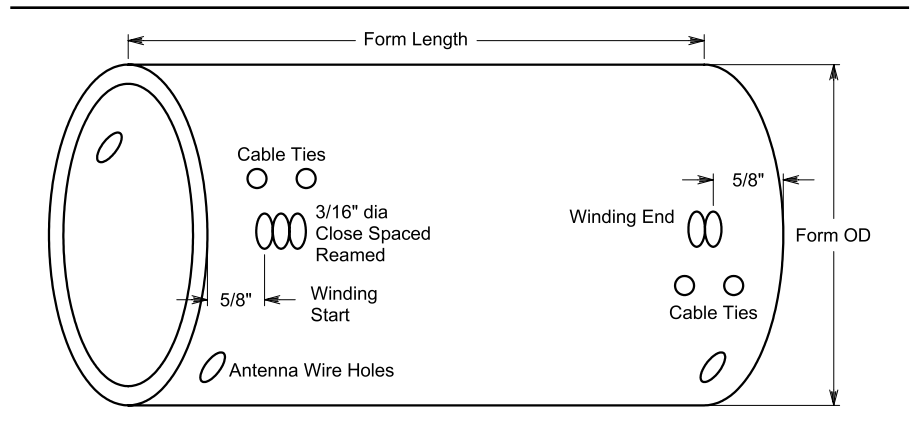 Form Length
Cable Ties
3/16" dia
Close Spaced
Reamed
5/8"
Winding
Start
Antenna Wire Holes
5/8"
Winding End
Form OD
Cable Ties